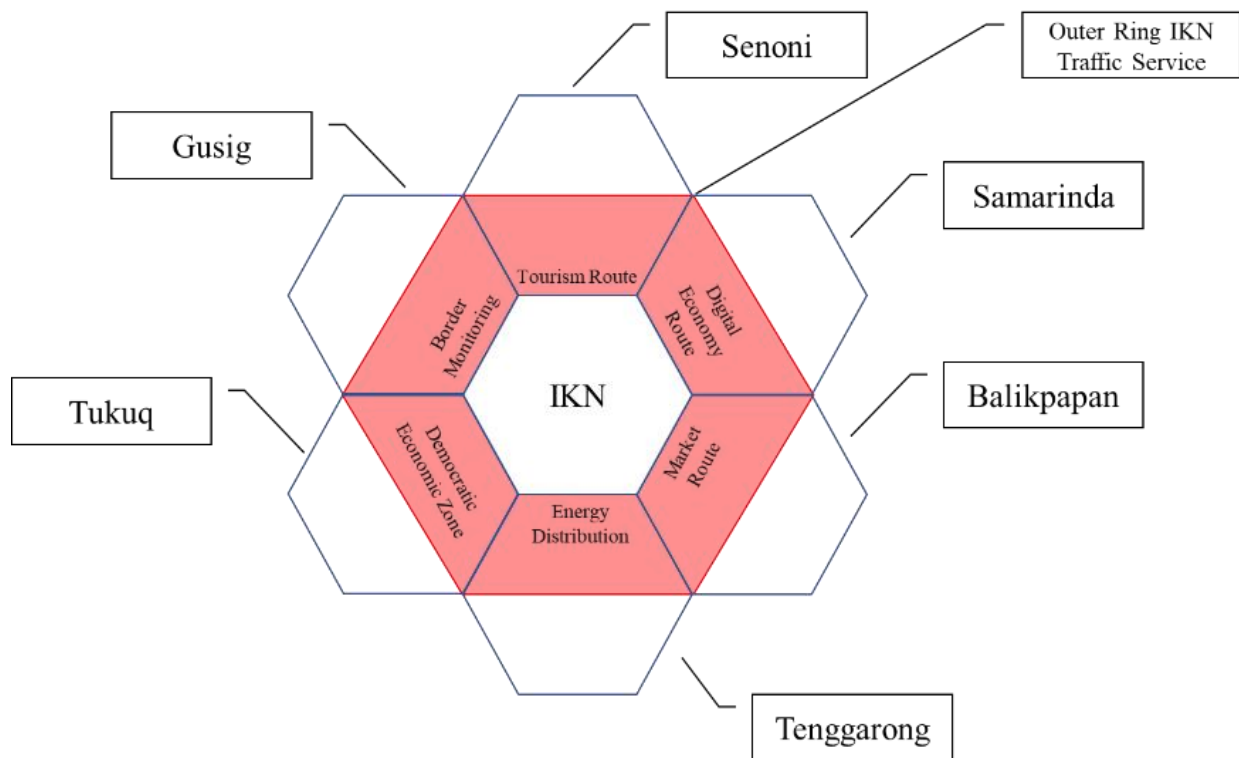 Senoni
Outer Ring IKN
Traffic Service
Gusig
Samarinda
Tourism Route
Border
Monitoring
Digital
Economy
Route
IKN
Tukuq
Balikpapan
Democratic
Economic Zone
Market
Route
Energy
Distribution
Tenggarong